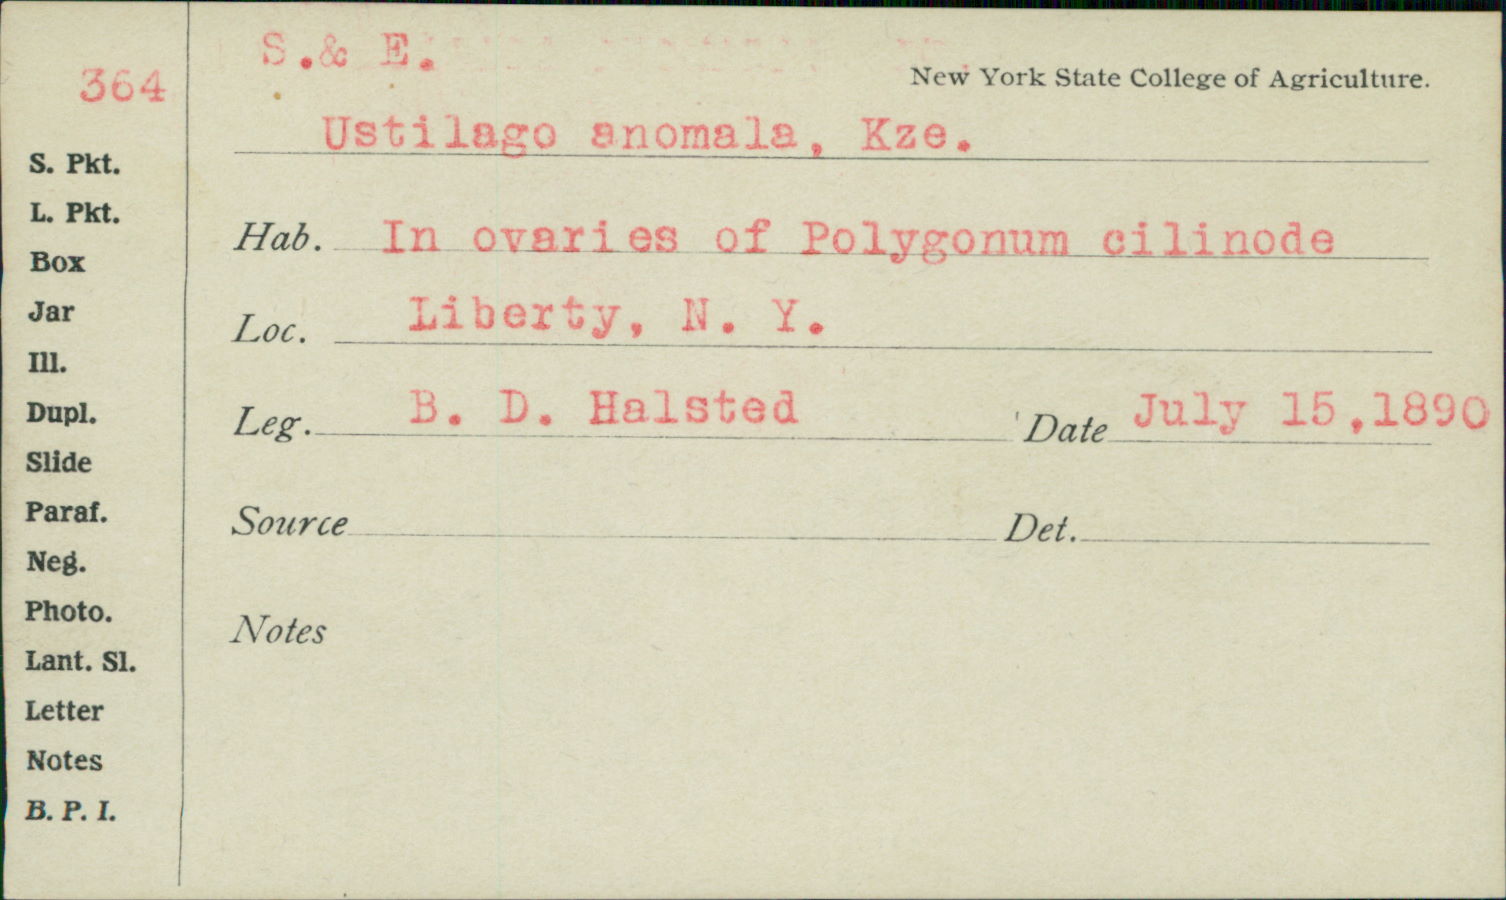 S.& E.
364
New York State College of Agriculture.
Ustilago anomala, Kze.
S. Pkt.
L. Pkt.
Hab. In ovaries of Polygonum cilinode
Box
Jar
Loc. Liberty, N. Y.
Ill.
Dupl.
Leg. B. D. Halsted Date July 15,1890
Slide
Paraf.
Source Det.
Neg.
Photo.
Notes
Lant. Sl.
Letter
Notes
B. P. I.